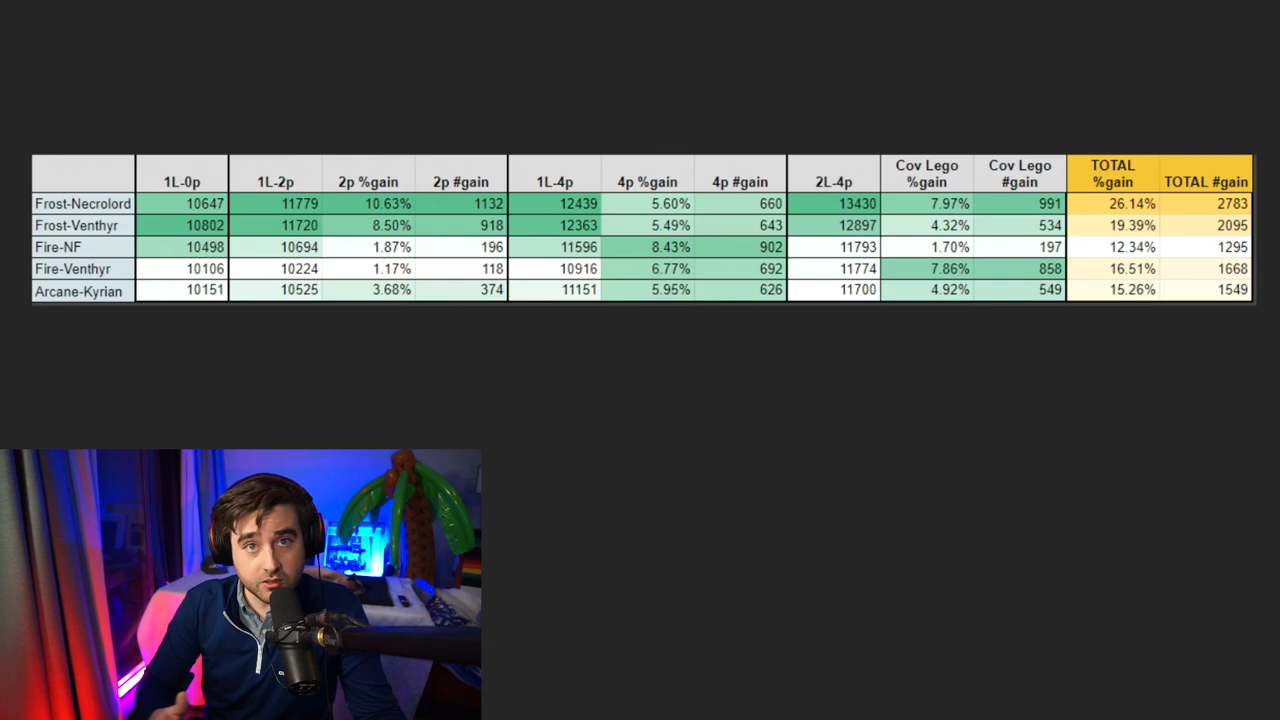 1L-0p 1L-2p 2p %gain 2p #gain 1L-4p 4p %gain 4p #gain 2L-4p Cov Lego %gain Cov Lego #gain TOTAL %gain TOTAL #gain
Frost-Necrolord 10647 11779 10.63% 1132 12439 5.60% 660 13430 7.97% 991 26.14% 2783
Frost-Venthyr 10802 11720 8.50% 918 12363 5.49% 643 12897 4.32% 534 19.39% 2095
Fire-NF 10498 10694 1.87% 196 11596 8.43% 902 11793 1.70% 197 12.34% 1295
Fire-Venthyr 10106 10224 1.17% 118 10916 6.77% 692 11774 7.86% 858 16.51% 1668
Arcane-Kyrian 10151 10525 3.68% 374 11151 5.95% 626 11700 4.92% 549 15.26% 1549